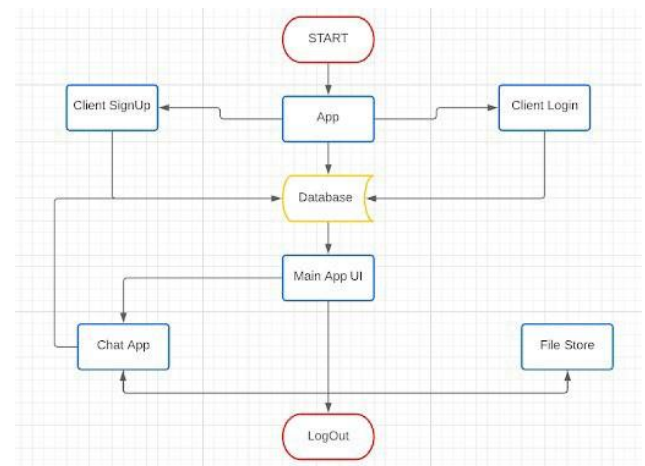 START
Client SignUp
App
Client Login
Database
Main App UI
Chat App
File Store
LogOut